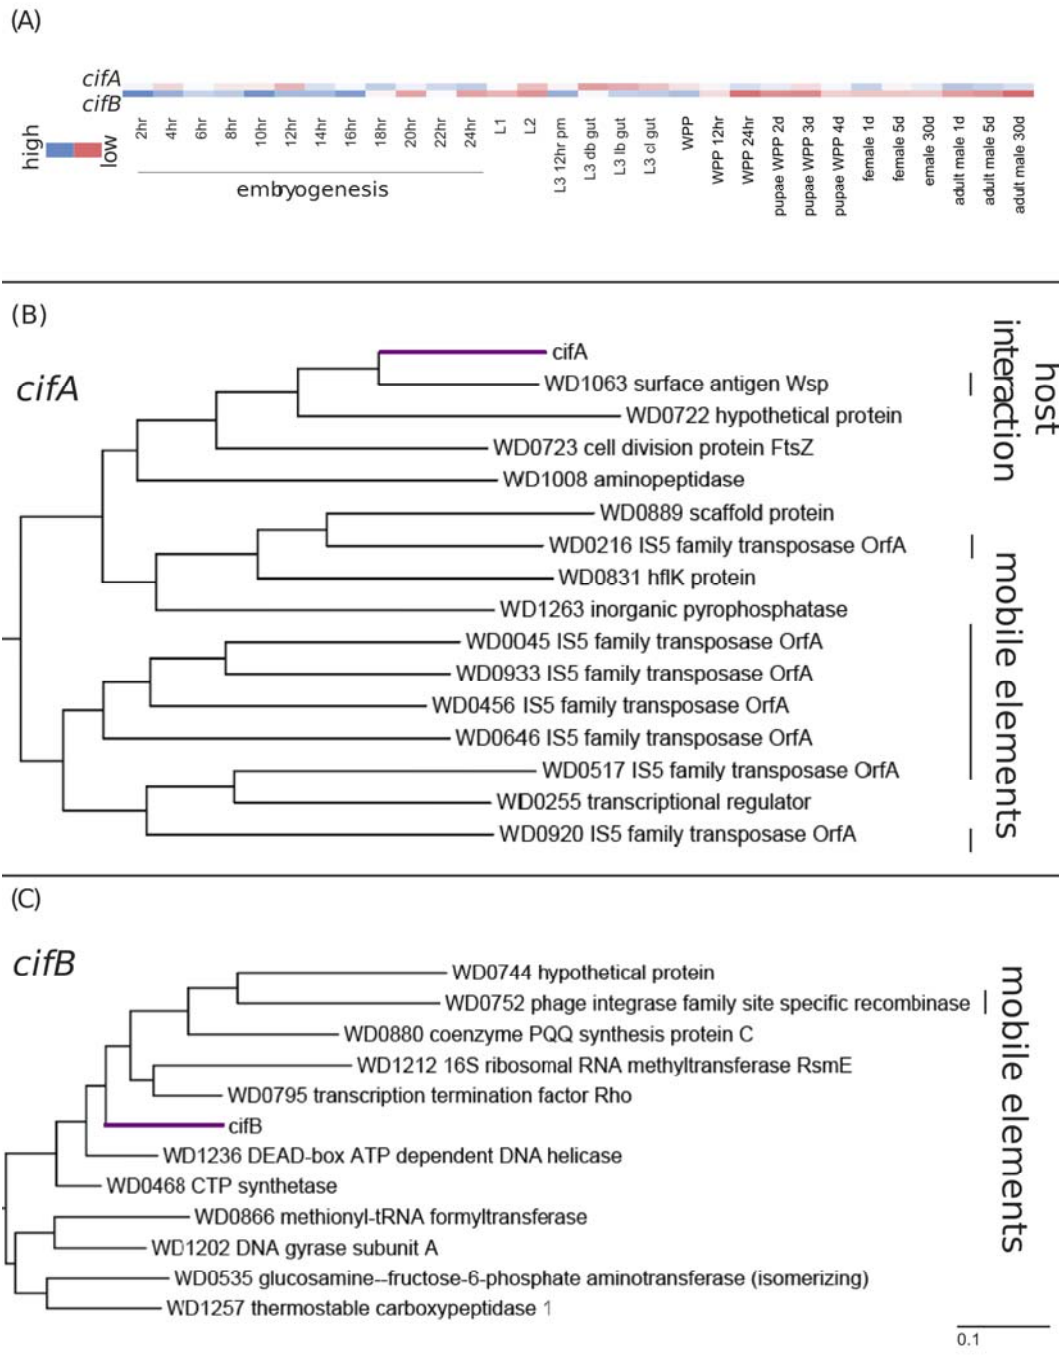 (A)
cifA
cifB
high
low
2hr
4hr
6hr
8hr
10hr
12hr
14hr
16hr
18hr
20hr
22hr
24hr
L1
L2
L3 12hr pm
L3 db gut
L3 lb gut
L3 cl gut
WPP
WPP 12hr
WPP 24hr
pupae WPP 2d
pupae WPP 3d
pupae WPP 4d
female 1d
female 5d
emale 30d
adult male 1d
adult male 5d
adult male 30d
embryogenesis
(B)
cifA
cifA
WD1063 surface antigen Wsp
WD0722 hypothetical protein
WD0723 cell division protein FtsZ
WD1008 aminopeptidase
WD0889 scaffold protein
WD0216 IS5 family transposase OrfA
WD0831 hflK protein
WD1263 inorganic pyrophosphatase
WD0045 IS5 family transposase OrfA
WD0933 IS5 family transposase OrfA
WD0456 IS5 family transposase OrfA
WD0646 IS5 family transposase OrfA
WD0517 IS5 family transposase OrfA
WD0255 transcriptional regulator
WD0920 IS5 family transposase OrfA
host
interaction
mobile elements
(C)
cifB
WD0744 hypothetical protein
WD0752 phage integrase family site specific recombinase
WD0880 coenzyme PQQ synthesis protein C
WD1212 16S ribosomal RNA methyltransferase RsmE
WD0795 transcription termination factor Rho
cifB
WD1236 DEAD-box ATP dependent DNA helicase
WD0468 CTP synthetase
WD0866 methionyl-tRNA formyltransferase
WD1202 DNA gyrase subunit A
WD0535 glucosamine--fructose-6-phosphate aminotransferase (isomerizing)
WD1257 thermostable carboxypeptidase 1
mobile elements
0.1